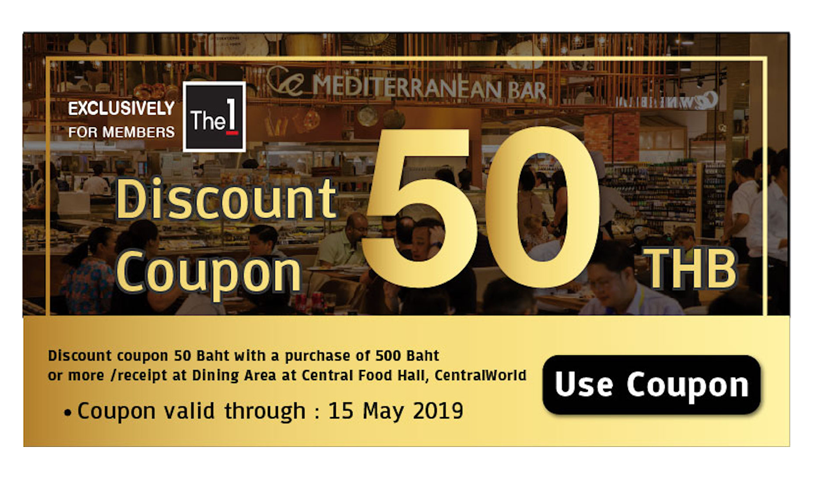 MEDITERRANEAN BAR
EXCLUSIVELY
FOR MEMBERS
The1
Discount
Coupon
50
THB
Discount coupon 50 Baht with a purchase of 500 Baht
or more /receipt at Dining Area at Central Food Hall, CentralWorld
• Coupon valid through : 15 May 2019
Use Coupon